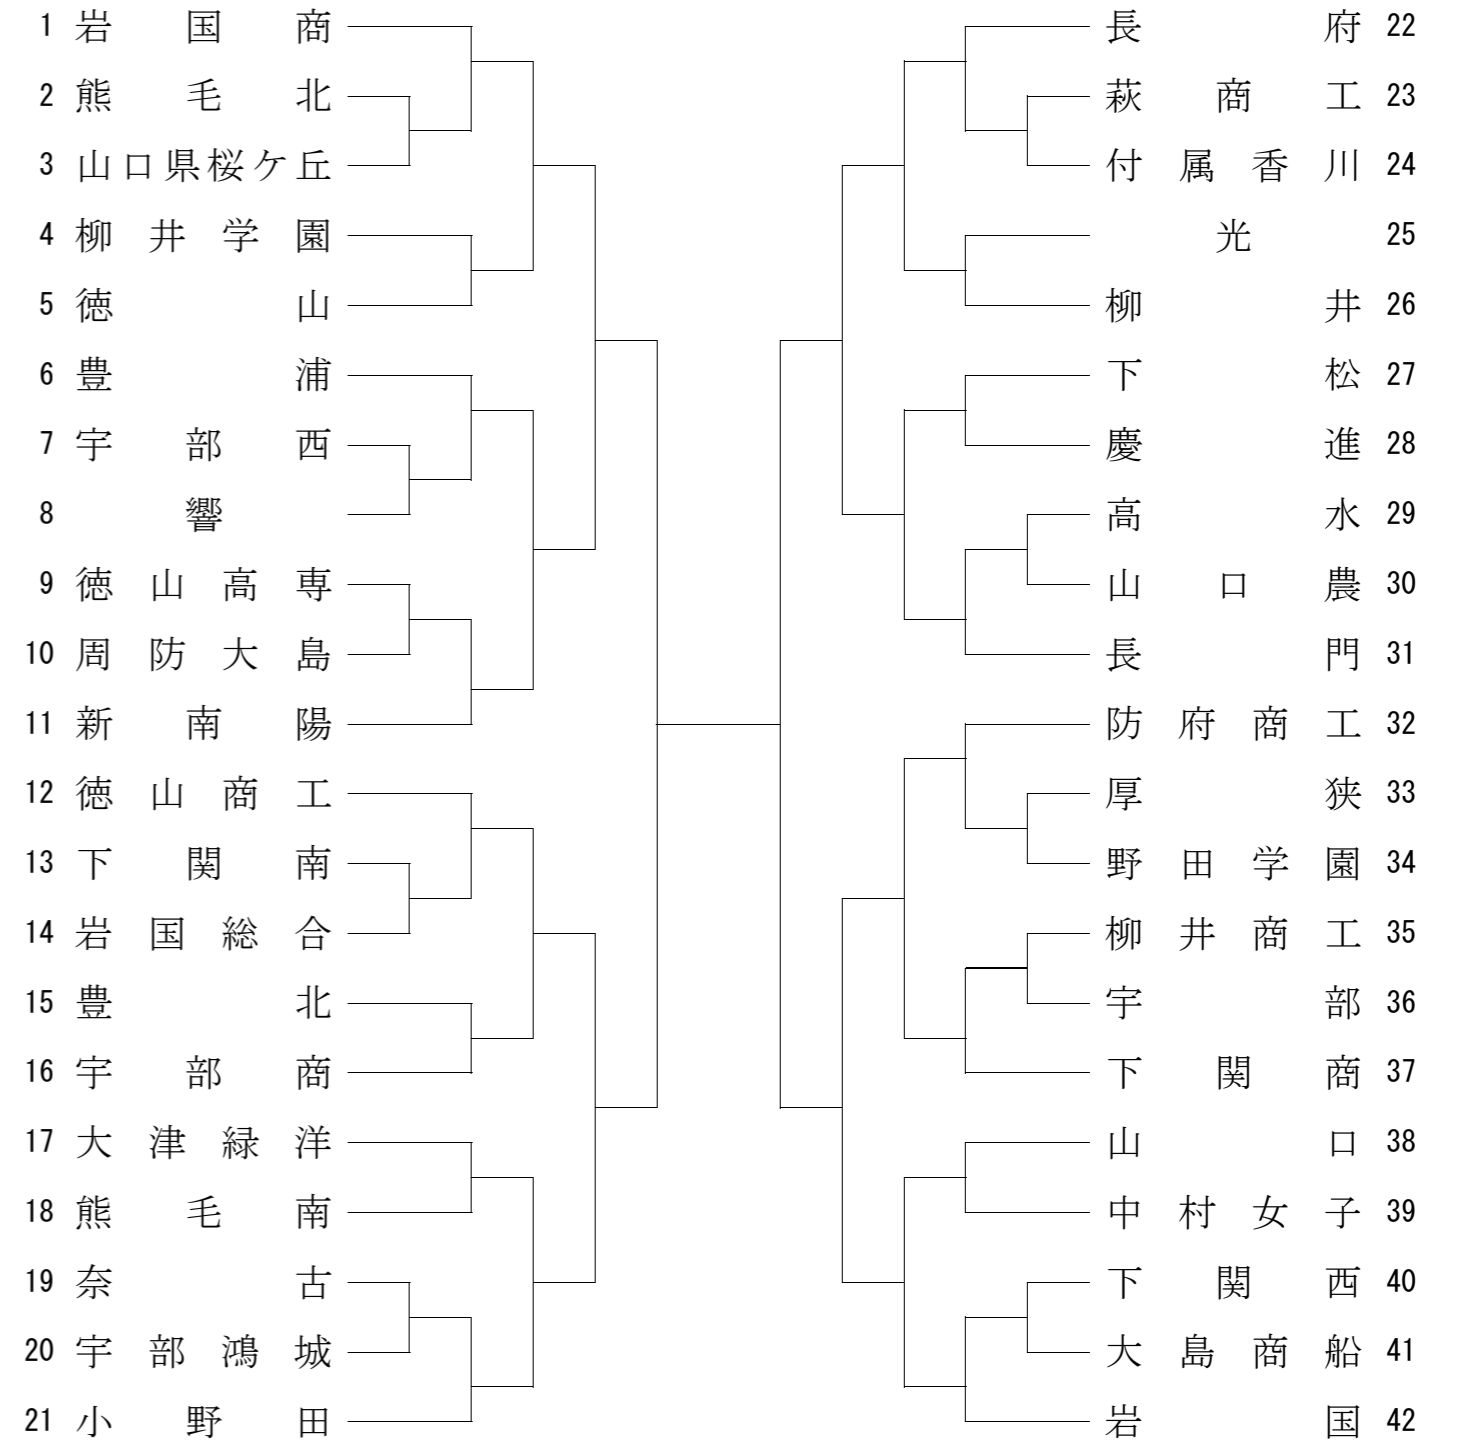 1 岩国商
2 熊毛北
3 山口県桜ケ丘
4 柳井学園
5 徳山
6 豊浦
7 宇部西
8 響
9 徳山高専
10 周防大島
11 新南陽
12 徳山商工
13 下関南
14 岩国総合
15 豊北
16 宇部商
17 大津緑洋
18 熊毛南
19 奈古
20 宇部鴻城
21 小野田
長府 22
萩商工 23
付属香川 24
光 25
柳井 26
下松 27
慶進 28
高水 29
山口農 30
長門 31
防府商工 32
厚狭 33
野田学園 34
柳井商工 35
宇部 36
下関商 37
山口 38
中村女子 39
下関西 40
大島商船 41
岩国 42